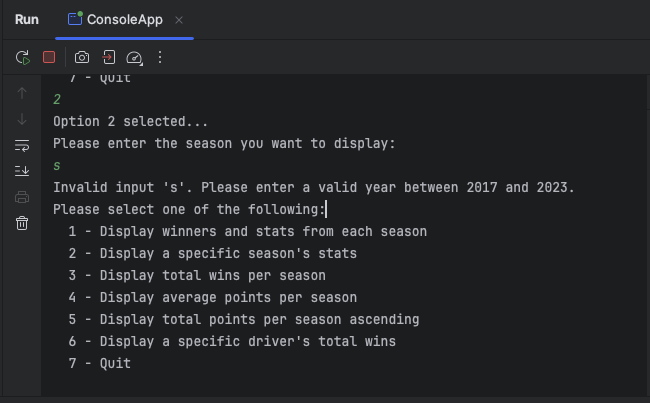 Run
ConsoleApp
7 - Quit
2
Option 2 selected...
Please enter the season you want to display:
s
Invalid input 's'. Please enter a valid year between 2017 and 2023.
Please select one of the following:
1 - Display winners and stats from each season
2 - Display a specific season's stats
3 - Display total wins per season
4 - Display average points per season
5 - Display total points per season ascending
6 - Display a specific driver's total wins
7 - Quit